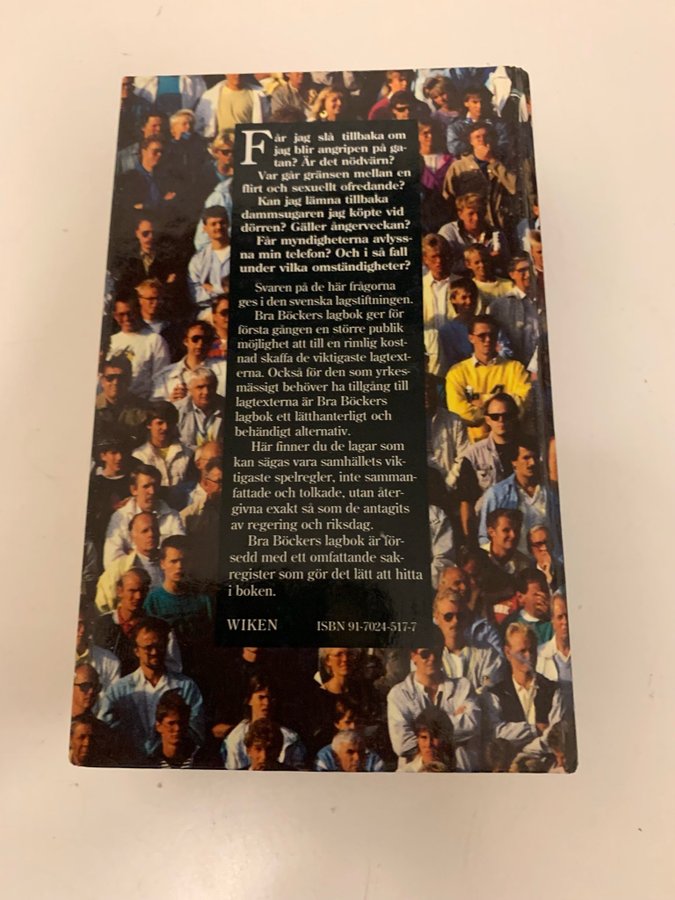 Får jag slå tillbaka om
jag blir angripen på ga-
tan? Är det nödvärn?
Var går gränsen mellan en
flirt och sexuellt ofredande?
Kan jag lämna tillbaka
dammsugaren jag köpte vid
dörren? Gäller ångerveckan?
Får myndigheterna avlyss-
na min telefon? Och i så fall
under vilka omständigheter?
Svaren på de här frågorna
ges i den svenska lagstiftningen.
Bra Böckers lagbok ger för
första gången en större publik
möjlighet att till en rimlig kost-
nad skaffa de viktigaste lagtext-
erna. Också för den som yrkes-
mässigt behöver ha tillgång till
lagtexterna är Bra Böckers
lagbok ett lätthanterligt och
behändigt alternativ.
Här finner du de lagar som
kan sägas vara samhällets vik-
tigaste spelregler, inte samman-
fattade och tolkade, utan åter-
givna exakt så som de antagits
av regering och riksdag.
Bra Böckers lagbok är för-
sedd med ett omfattande sak-
register som gör det lätt att hitta
i boken.
WIKEN ISBN 91-7024-517-7